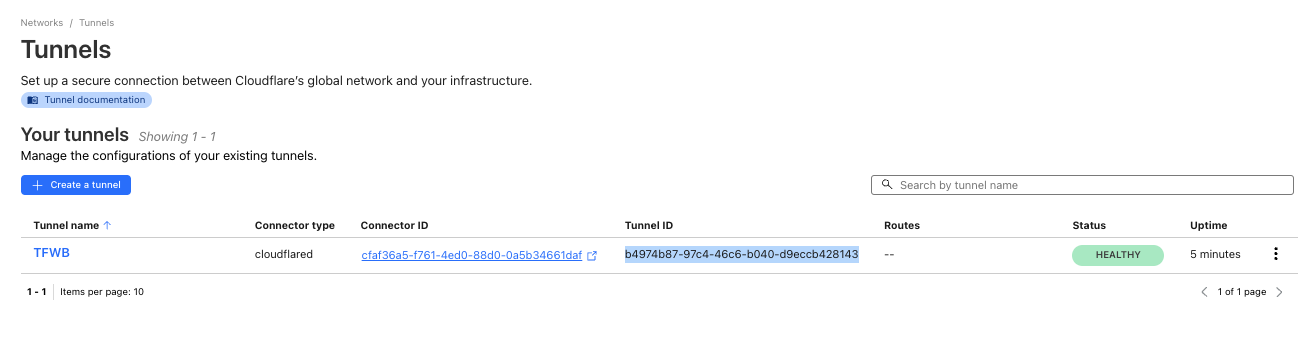 Networks / Tunnels
Tunnels
Set up a secure connection between Cloudflare's global network and your infrastructure.
Tunnel documentation
Your tunnels Showing 1 - 1
Manage the configurations of your existing tunnels.
+ Create a tunnel
Search by tunnel name
Tunnel name ↑ Connector type Connector ID Tunnel ID Routes Status Uptime
TFWB cloudflared cfaf36a5-f761-4ed0-88d0-0a5b34661daf b4974b87-97c4-46c6-b040-d9eccb428143 -- HEALTHY 5 minutes
1 - 1 Items per page: 10 1 of 1 page